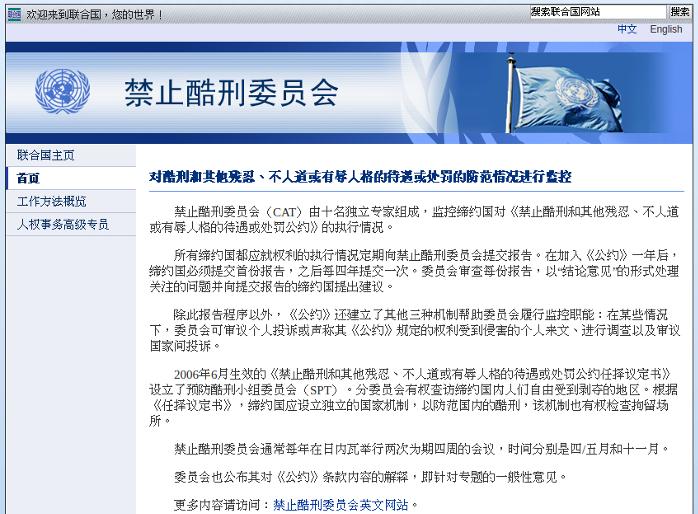 欢迎来到联合国，您的世界！
搜索联合国网站
搜索
中文 English
禁止酷刑委员会
联合国主页
首页
工作方法概览
人权事务高级专员
对酷刑和其他残忍、不人道或有辱人格的待遇或处罚的防范情况进行监控
禁止酷刑委员会（CAT）由十名独立专家组成，监控缔约国对《禁止酷刑和其他残忍、不人道
或有辱人格的待遇或处罚公约》的执行情况。
所有缔约国都应就权利的执行情况定期向禁止酷刑委员会提交报告。在加入《公约》一年后，
缔约国必须提交首份报告，之后每四年提交一次。委员会审查每份报告，以“结论意见”的形式处理
关注的问题并向提交报告的缔约国提出建议。
除此报告程序以外，《公约》还建立了其他三种机制帮助委员会履行监控职能：在某些情况
下，委员会可审议个人投诉或声称其《公约》规定的权利受到侵害的个人来文、进行调查以及审议
国家间投诉。
2006年6月生效的《禁止酷刑和其他残忍、不人道或有辱人格的待遇或处罚公约任择议定书》
设立了预防酷刑小组委员会（SPT）。分委员会有权查访缔约国内人们自由受到剥夺的地区。根据
《任择议定书》，缔约国应设立独立的国家机制，以防范国内的酷刑，该机制也有权检查拘留场
所。
禁止酷刑委员会通常每年在日内瓦举行两次为期四周的会议，时间分别是四/五月和十一月。
委员会也公布其对《公约》条款内容的解释，即针对专题的一般性意见。
更多内容请访问：禁止酷刑委员会英文网站。